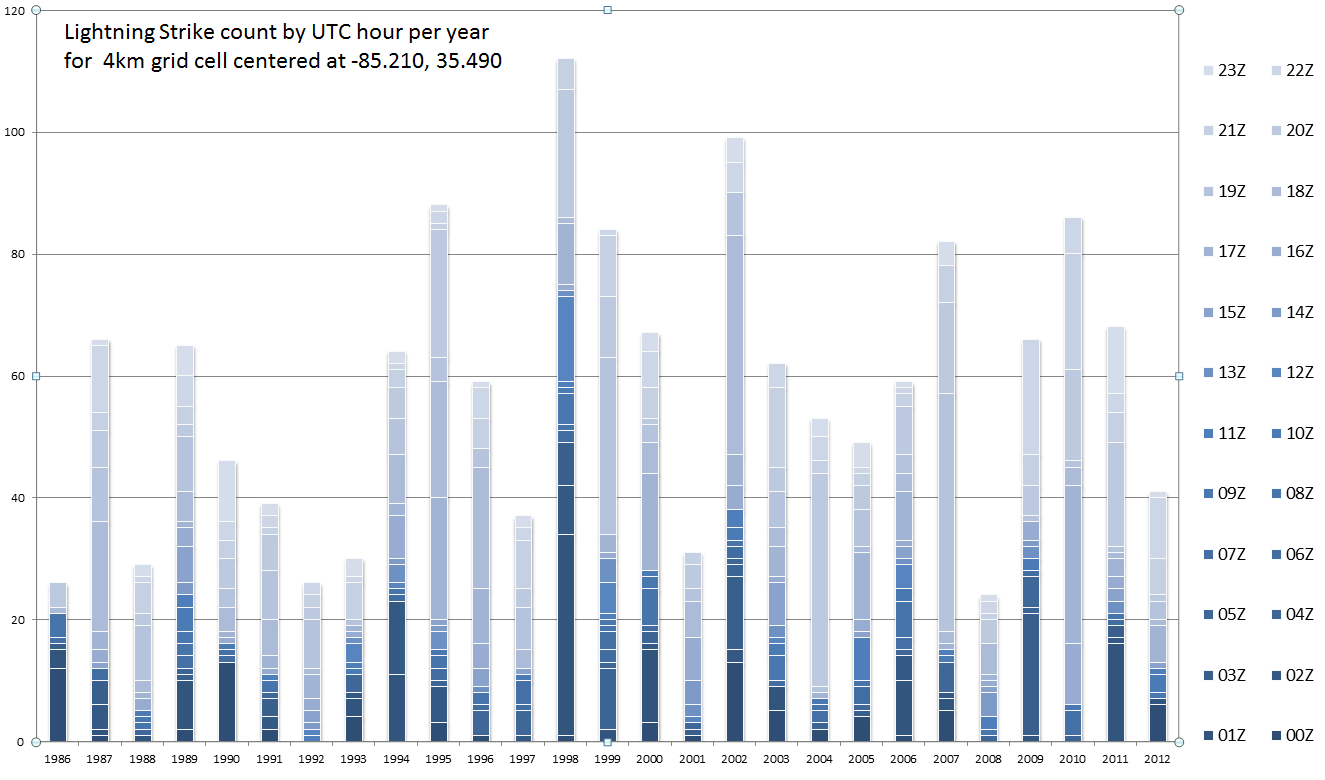 Lightning Strike count by UTC hour per year
for 4km grid cell centered at -85.210, 35.490
120
100
80
60
40
20
0
1986 1987 1988 1989 1990 1991 1992 1993 1994 1995 1996 1997 1998 1999 2000 2001 2002 2003 2004 2005 2006 2007 2008 2009 2010 2011 2012
23Z 22Z
21Z 20Z
19Z 18Z
17Z 16Z
15Z 14Z
13Z 12Z
11Z 10Z
09Z 08Z
07Z 06Z
05Z 04Z
03Z 02Z
01Z 00Z